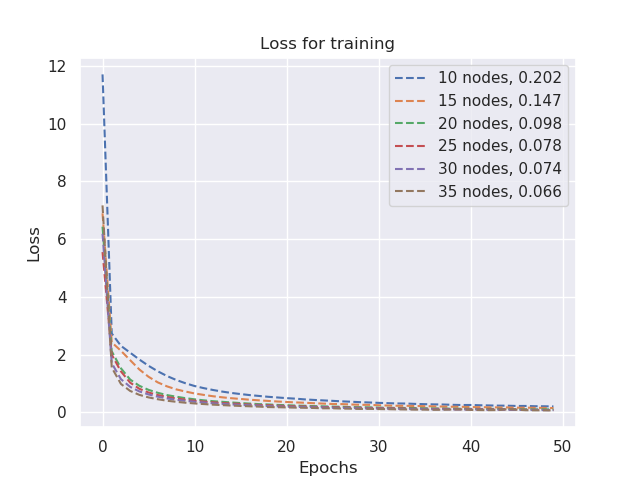 Loss for training
12
10
8
6
4
2
0
Loss
10 nodes, 0.202
15 nodes, 0.147
20 nodes, 0.098
25 nodes, 0.078
30 nodes, 0.074
35 nodes, 0.066
0 10 20 30 40 50
Epochs